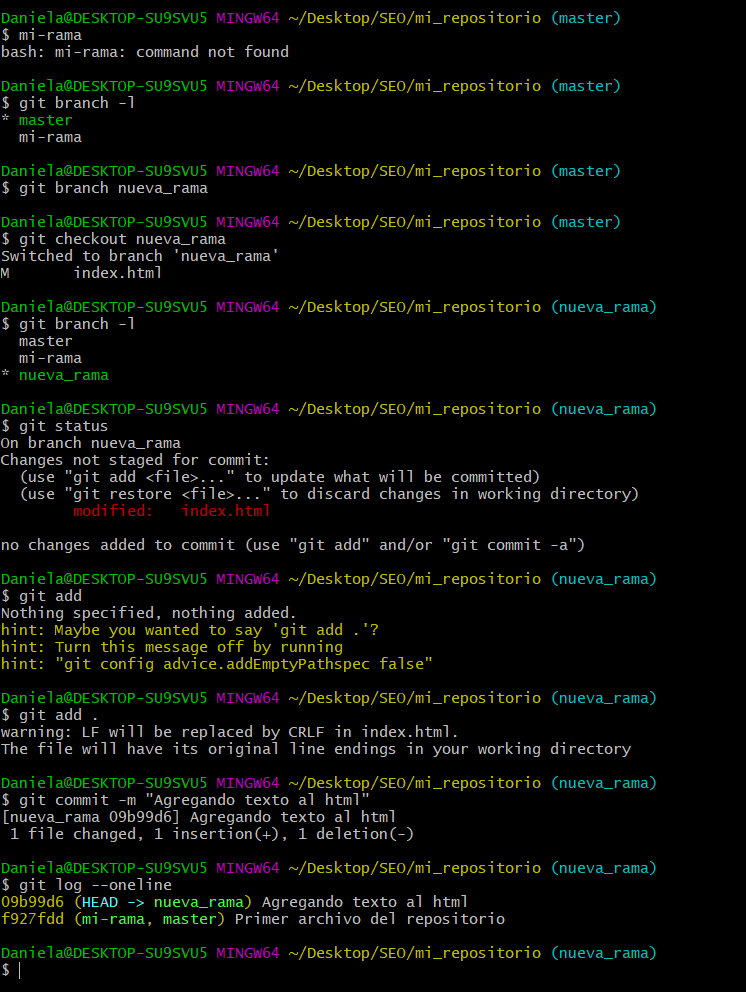 Daniela@DESKTOP-SU9SVU5 MINGW64 ~/Desktop/SEO/mi_repositorio (master)
$ mi-rama
bash: mi-rama: command not found
Daniela@DESKTOP-SU9SVU5 MINGW64 ~/Desktop/SEO/mi_repositorio (master)
$ git branch -l
* master
  mi-rama
Daniela@DESKTOP-SU9SVU5 MINGW64 ~/Desktop/SEO/mi_repositorio (master)
$ git branch nueva_rama
Daniela@DESKTOP-SU9SVU5 MINGW64 ~/Desktop/SEO/mi_repositorio (master)
$ git checkout nueva_rama
Switched to branch 'nueva_rama'
M       index.html
Daniela@DESKTOP-SU9SVU5 MINGW64 ~/Desktop/SEO/mi_repositorio (nueva_rama)
$ git branch -l
  master
  mi-rama
* nueva_rama
Daniela@DESKTOP-SU9SVU5 MINGW64 ~/Desktop/SEO/mi_repositorio (nueva_rama)
$ git status
On branch nueva_rama
Changes not staged for commit:
  (use "git add <file>..." to update what will be committed)
  (use "git restore <file>..." to discard changes in working directory)
        modified:   index.html
no changes added to commit (use "git add" and/or "git commit -a")
Daniela@DESKTOP-SU9SVU5 MINGW64 ~/Desktop/SEO/mi_repositorio (nueva_rama)
$ git add
Nothing specified, nothing added.
hint: Maybe you wanted to say 'git add .'?
hint: Turn this message off by running
hint: "git config advice.addEmptyPathspec false"
Daniela@DESKTOP-SU9SVU5 MINGW64 ~/Desktop/SEO/mi_repositorio (nueva_rama)
$ git add .
warning: LF will be replaced by CRLF in index.html.
The file will have its original line endings in your working directory
Daniela@DESKTOP-SU9SVU5 MINGW64 ~/Desktop/SEO/mi_repositorio (nueva_rama)
$ git commit -m "Agregando texto al html"
[nueva_rama 09b99d6] Agregando texto al html
 1 file changed, 1 insertion(+), 1 deletion(-)
Daniela@DESKTOP-SU9SVU5 MINGW64 ~/Desktop/SEO/mi_repositorio (nueva_rama)
$ git log --oneline
09b99d6 (HEAD -> nueva_rama) Agregando texto al html
f927fdd (mi-rama, master) Primer archivo del repositorio
Daniela@DESKTOP-SU9SVU5 MINGW64 ~/Desktop/SEO/mi_repositorio (nueva_rama)
$